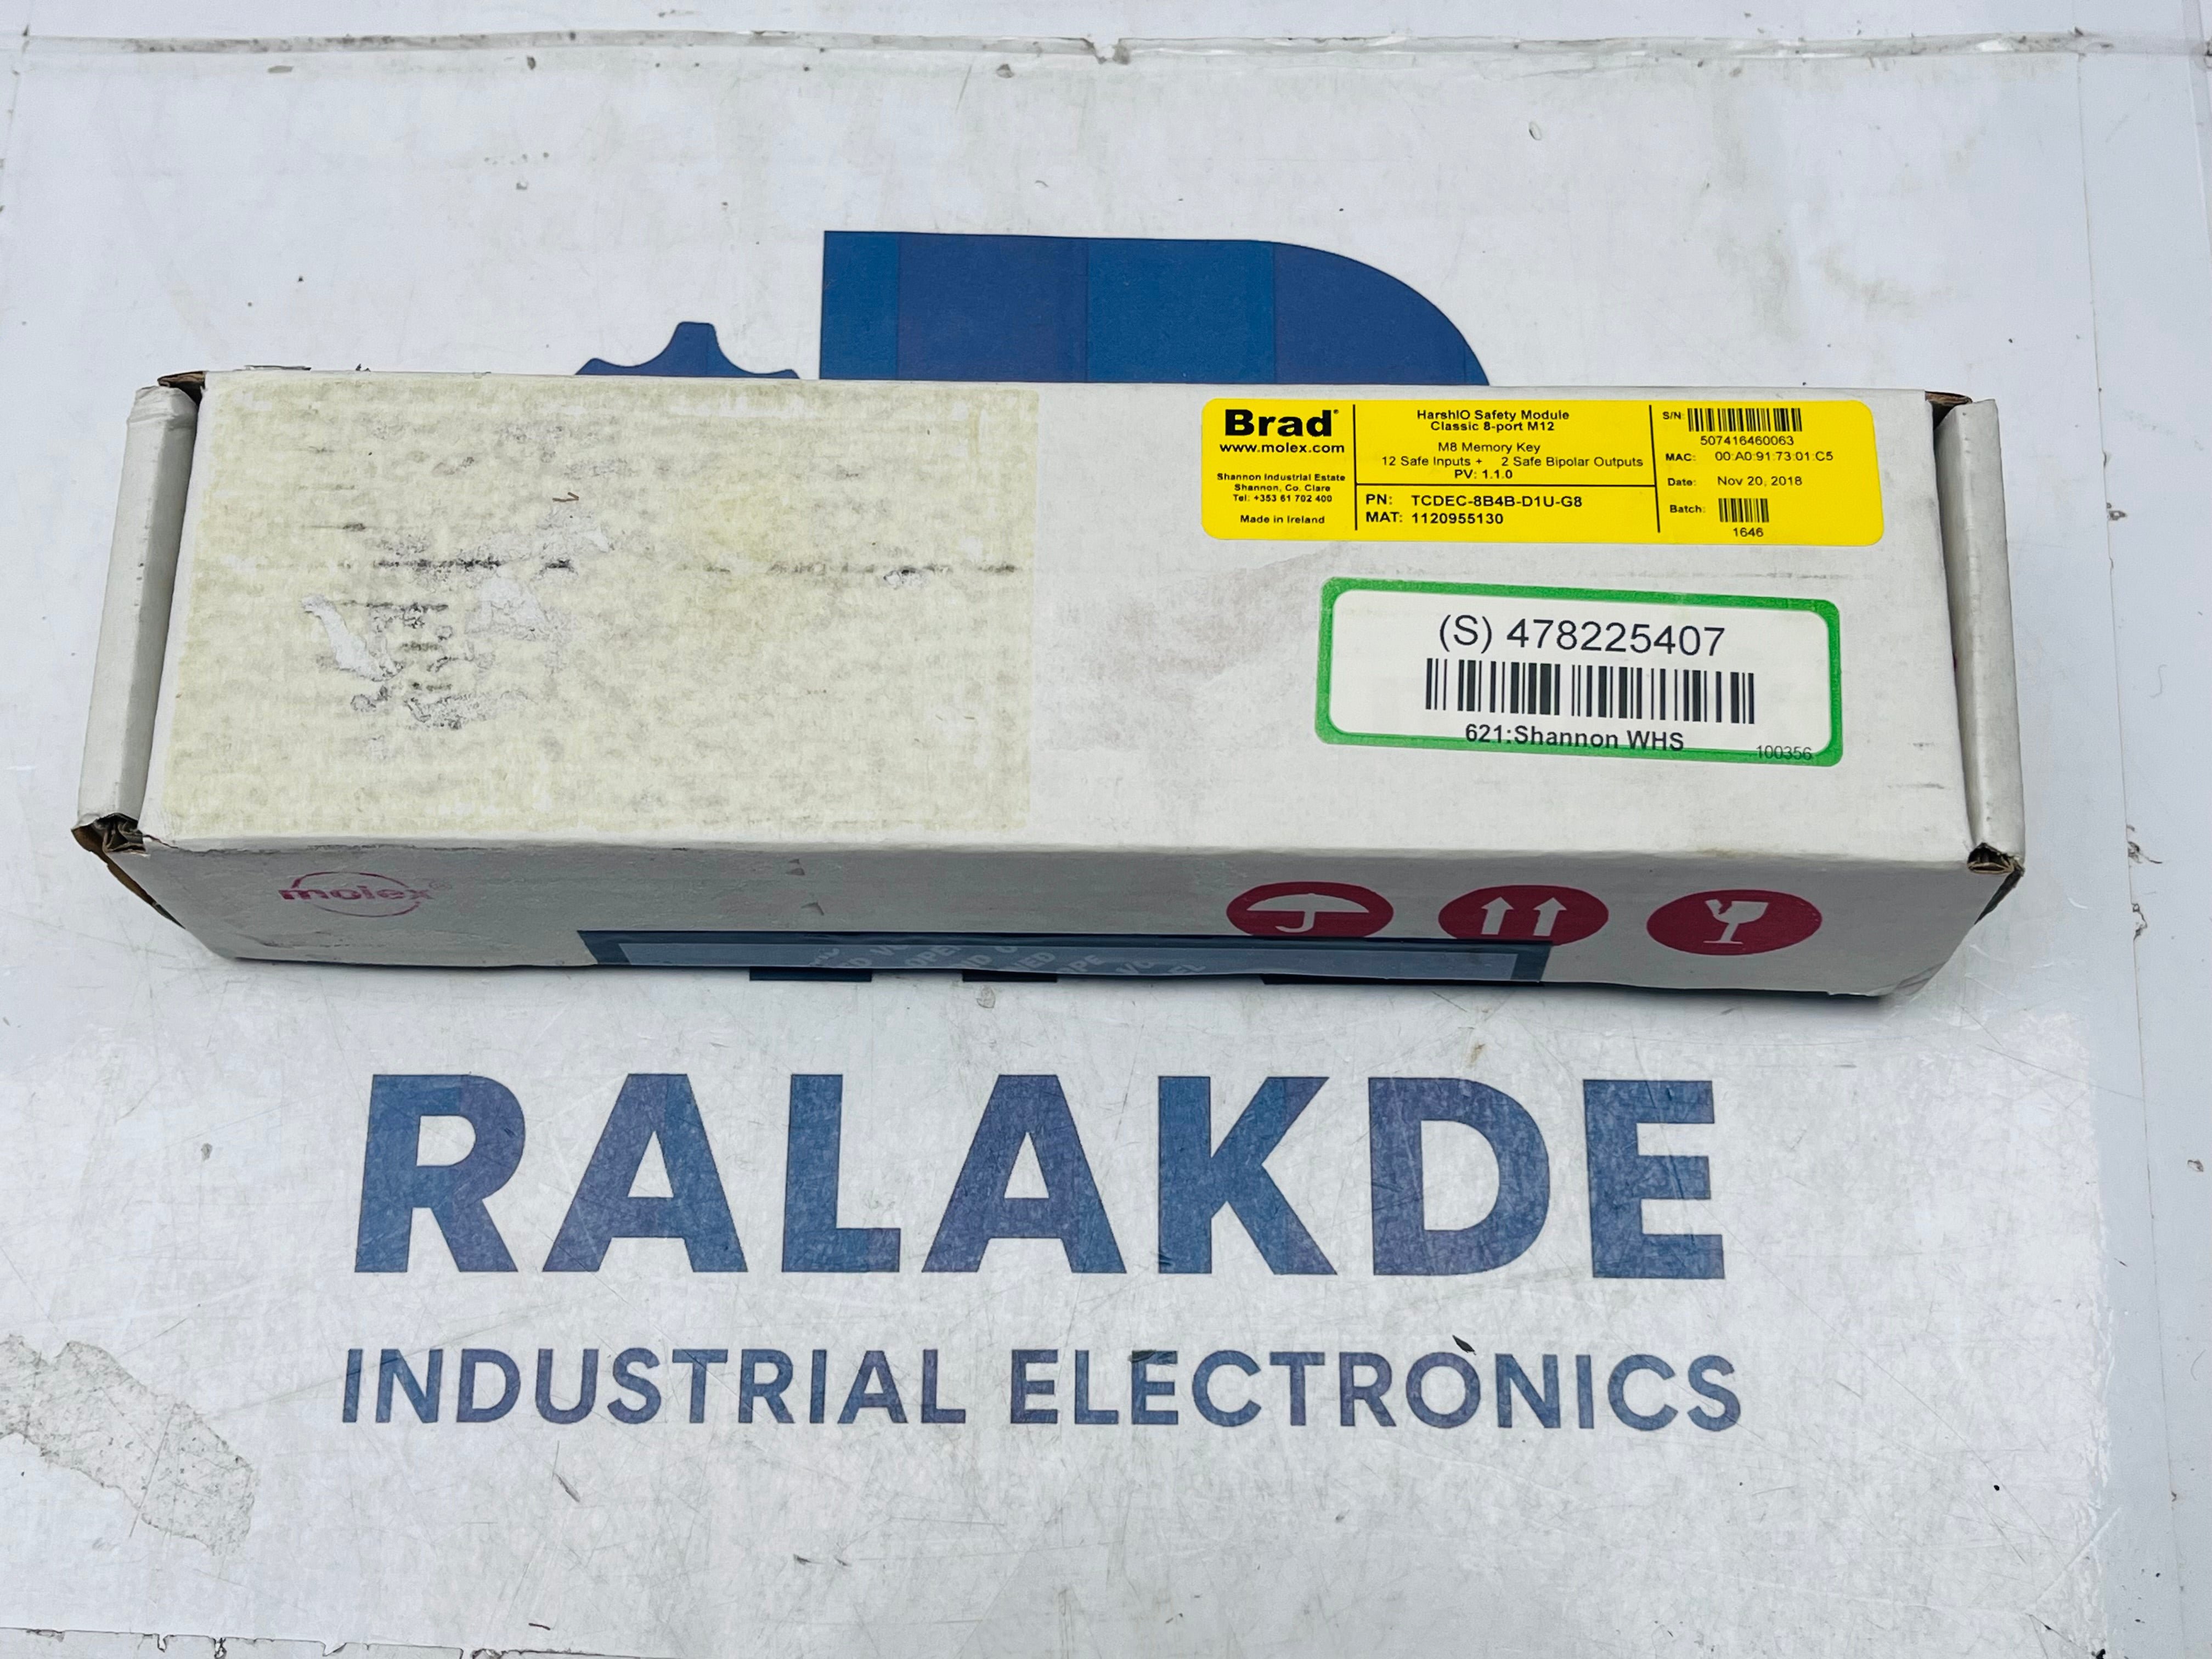 Brad®
www.molex.com
Shannon Industrial Estate
Shannon, Co. Clare
Tel: +353 61 702 400
Made in Ireland
HarshIO Safety Module
Classic 8-port M12
M8 Memory Key
12 Safe Inputs + 2 Safe Bipolar Outputs
PV: 1.1.0
PN: TCDEC-8B4B-D1U-G8
MAT: 1120955130
S/N:
507416460063
MAC: 00:A0:91:73:01:C5
Date: Nov 20, 2018
Batch:
1646
(S) 478225407
621:Shannon WHS
100356
molex®
RALAKDE
INDUSTRIAL ELECTRONICS